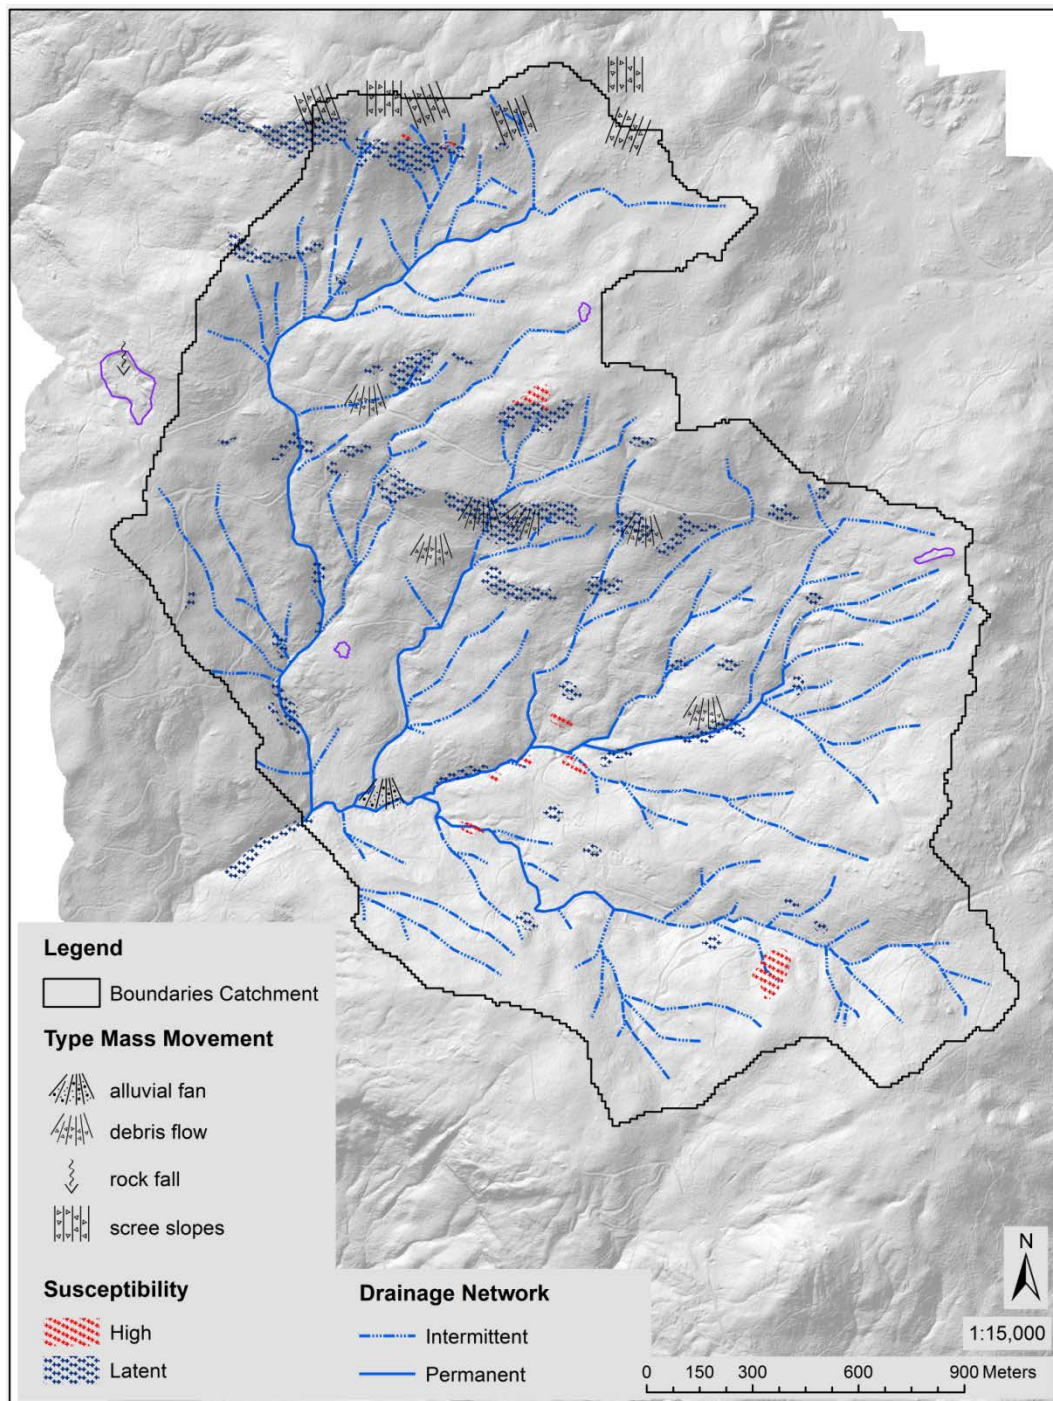 Legend
Boundaries Catchment
Type Mass Movement
alluvial fan
debris flow
rock fall
scree slopes
Susceptibility
High
Latent
Drainage Network
Intermittent
Permanent
N
1:15,000
0 150 300 600 900 Meters